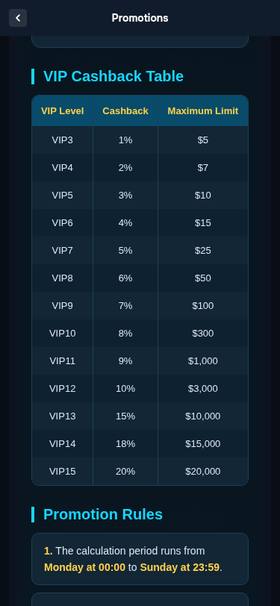 Promotions
VIP Cashback Table
VIP Level Cashback Maximum Limit
VIP3 1% $5
VIP4 2% $7
VIP5 3% $10
VIP6 4% $15
VIP7 5% $25
VIP8 6% $50
VIP9 7% $100
VIP10 8% $300
VIP11 9% $1,000
VIP12 10% $3,000
VIP13 15% $10,000
VIP14 18% $15,000
VIP15 20% $20,000
Promotion Rules
1. The calculation period runs from
Monday at 00:00 to Sunday at 23:59.